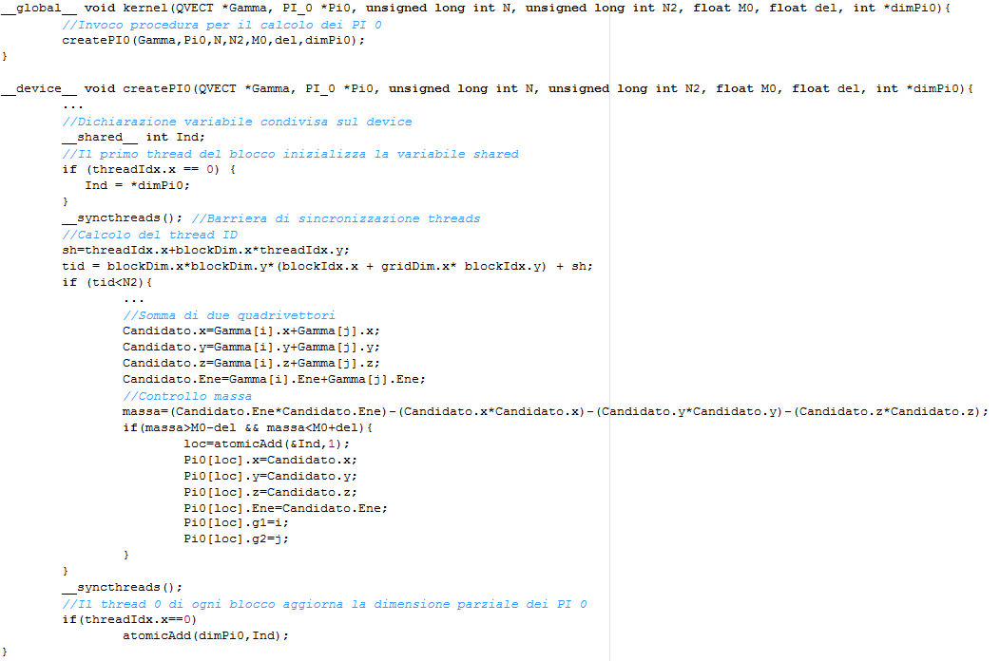 __global__ void kernel(QVECT *Gamma, PI_0 *Pi0, unsigned long int N, unsigned long int N2, float M0, float del, int *dimPi0){
//Invoco procedura per il calcolo dei PI 0
createPI0(Gamma,Pi0,N,N2,M0,del,dimPi0);
}
__device__ void createPI0(QVECT *Gamma, PI_0 *Pi0, unsigned long int N, unsigned long int N2, float M0, float del, int *dimPi0){
...
//Dichiarazione variabile condivisa sul device
__shared__ int Ind;
//Il primo thread del blocco inizializza la variabile shared
if (threadIdx.x == 0) {
Ind = *dimPi0;
}
__syncthreads(); //Barriera di sincronizzazione threads
//Calcolo del thread ID
sh=threadIdx.x+blockDim.x*threadIdx.y;
tid = blockDim.x*blockDim.y*(blockIdx.x + gridDim.x* blockIdx.y) + sh;
if (tid<N2){
...
//Somma di due quadrivettori
Candidato.x=Gamma[i].x+Gamma[j].x;
Candidato.y=Gamma[i].y+Gamma[j].y;
Candidato.z=Gamma[i].z+Gamma[j].z;
Candidato.Ene=Gamma[i].Ene+Gamma[j].Ene;
//Controllo massa
massa=(Candidato.Ene*Candidato.Ene)-(Candidato.x*Candidato.x)-(Candidato.y*Candidato.y)-(Candidato.z*Candidato.z);
if(massa>M0-del && massa<M0+del){
loc=atomicAdd(&Ind,1);
Pi0[loc].x=Candidato.x;
Pi0[loc].y=Candidato.y;
Pi0[loc].z=Candidato.z;
Pi0[loc].Ene=Candidato.Ene;
Pi0[loc].g1=i;
Pi0[loc].g2=j;
}
}
__syncthreads();
//Il thread 0 di ogni blocco aggiorna la dimensione parziale dei PI 0
if(threadIdx.x==0)
atomicAdd(dimPi0,Ind);
}